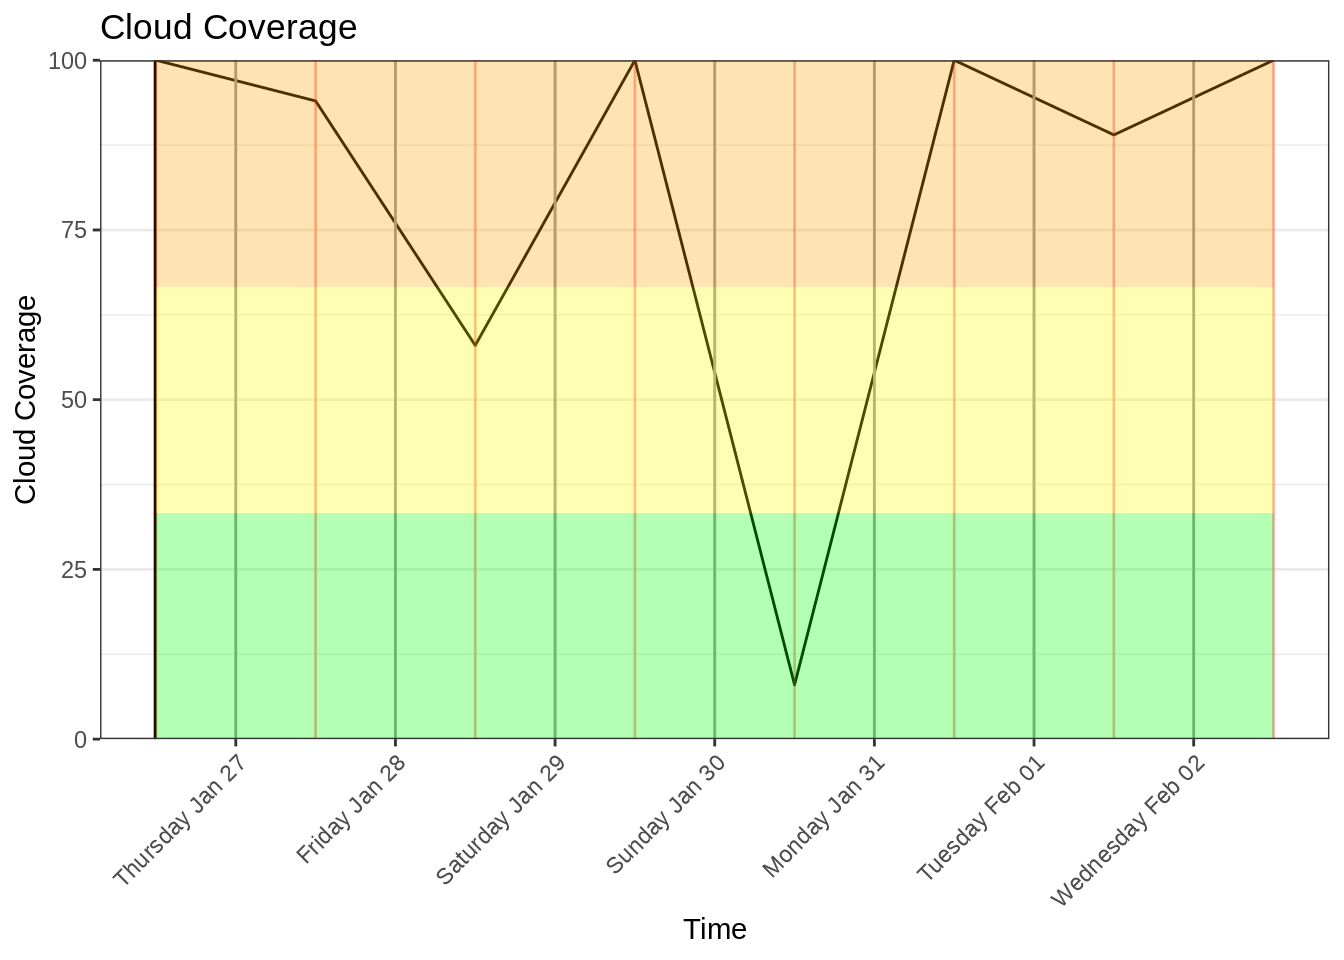 Cloud Coverage
Cloud Coverage
100
75
50
25
0
Thursday Jan 27
Friday Jan 28
Saturday Jan 29
Sunday Jan 30
Monday Jan 31
Tuesday Feb 01
Wednesday Feb 02
Time